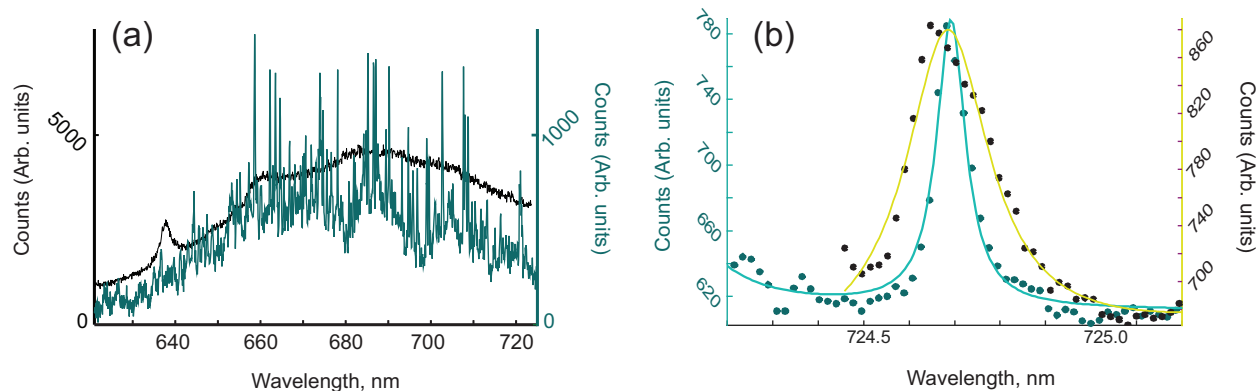 (a)
Counts (Arb. units)
5000
0
640 660 680 700 720
Wavelength, nm
1000
0
Counts (Arb. units)
(b)
Counts (Arb. units)
780
740
700
660
620
724.5 725.0
Wavelength, nm
860
820
780
740
700
Counts (Arb. units)